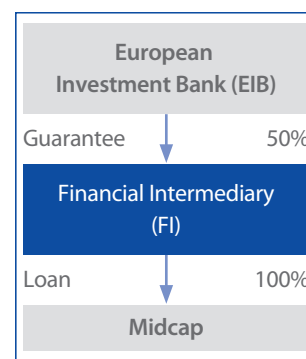 European
Investment Bank (EIB)
Guarantee 50%
Financial Intermediary
(FI)
Loan 100%
Midcap